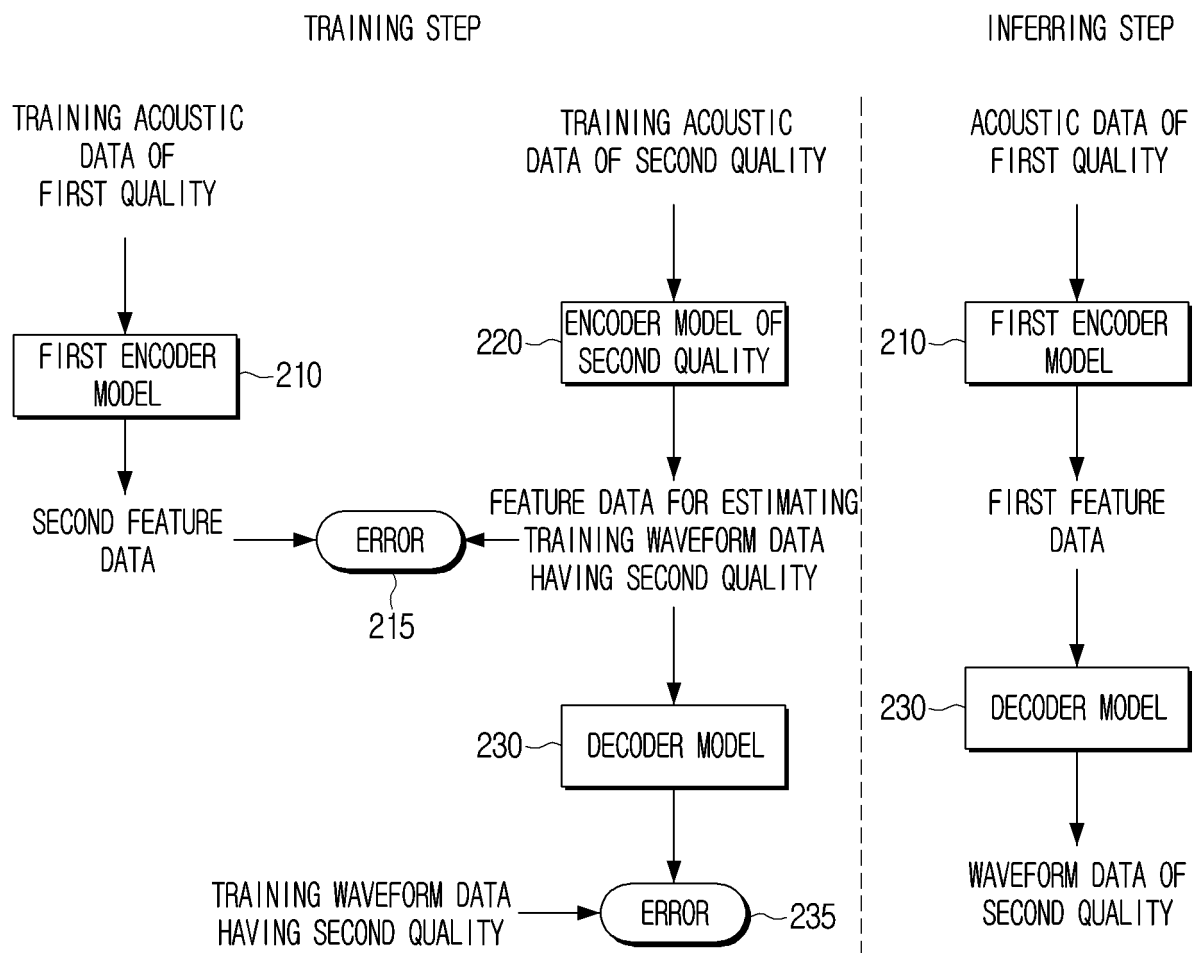 TRAINING STEP
INFERRING STEP
TRAINING ACOUSTIC
DATA OF
FIRST QUALITY
TRAINING ACOUSTIC
DATA OF SECOND QUALITY
ACOUSTIC DATA OF
FIRST QUALITY
FIRST ENCODER
MODEL
210
220
ENCODER MODEL OF
SECOND QUALITY
210
FIRST ENCODER
MODEL
SECOND FEATURE
DATA
ERROR
215
FEATURE DATA FOR ESTIMATING
TRAINING WAVEFORM DATA
HAVING SECOND QUALITY
FIRST FEATURE
DATA
230
DECODER MODEL
230
DECODER MODEL
TRAINING WAVEFORM DATA
HAVING SECOND QUALITY
ERROR
235
WAVEFORM DATA OF
SECOND QUALITY